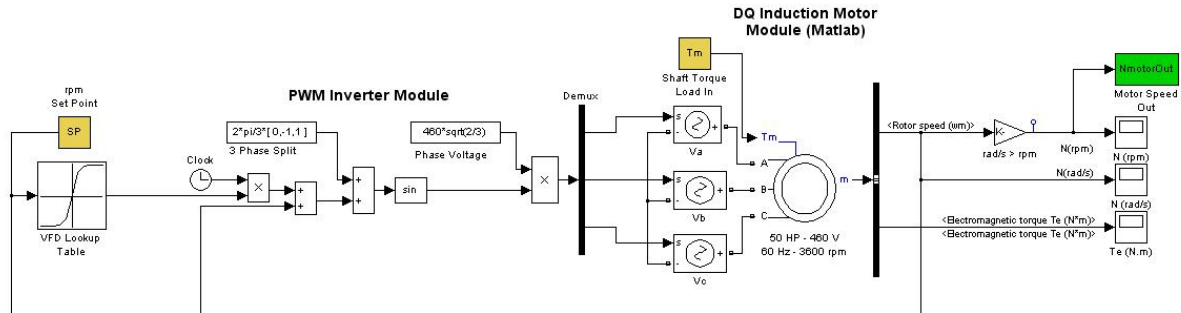 DQ Induction Motor
Module (Matlab)
PWM Inverter Module
rpm
Set Point
SP
VFD Lookup
Table
Clock
2*pi/3*[ 0,-1,1 ]
3 Phase Split
×
+
+
+
+
sin
460*sqrt(2/3)
Phase Voltage
×
Demux
Tm
Shaft Torque
Load In
s
-
+
Va
s
-
+
Vb
s
-
+
Vc
Tm
A
B
C
m
50 HP - 460 V
60 Hz - 3600 rpm
<Rotor speed (wm)>
K-
rad/s > rpm
N(rpm)
NmotorOut
Motor Speed
Out
N (rpm)
N(rad/s)
N (rad/s)
<Electromagnetic torque Te (N*m)>
<Electromagnetic torque Te (N*m)>
Te (N.m)